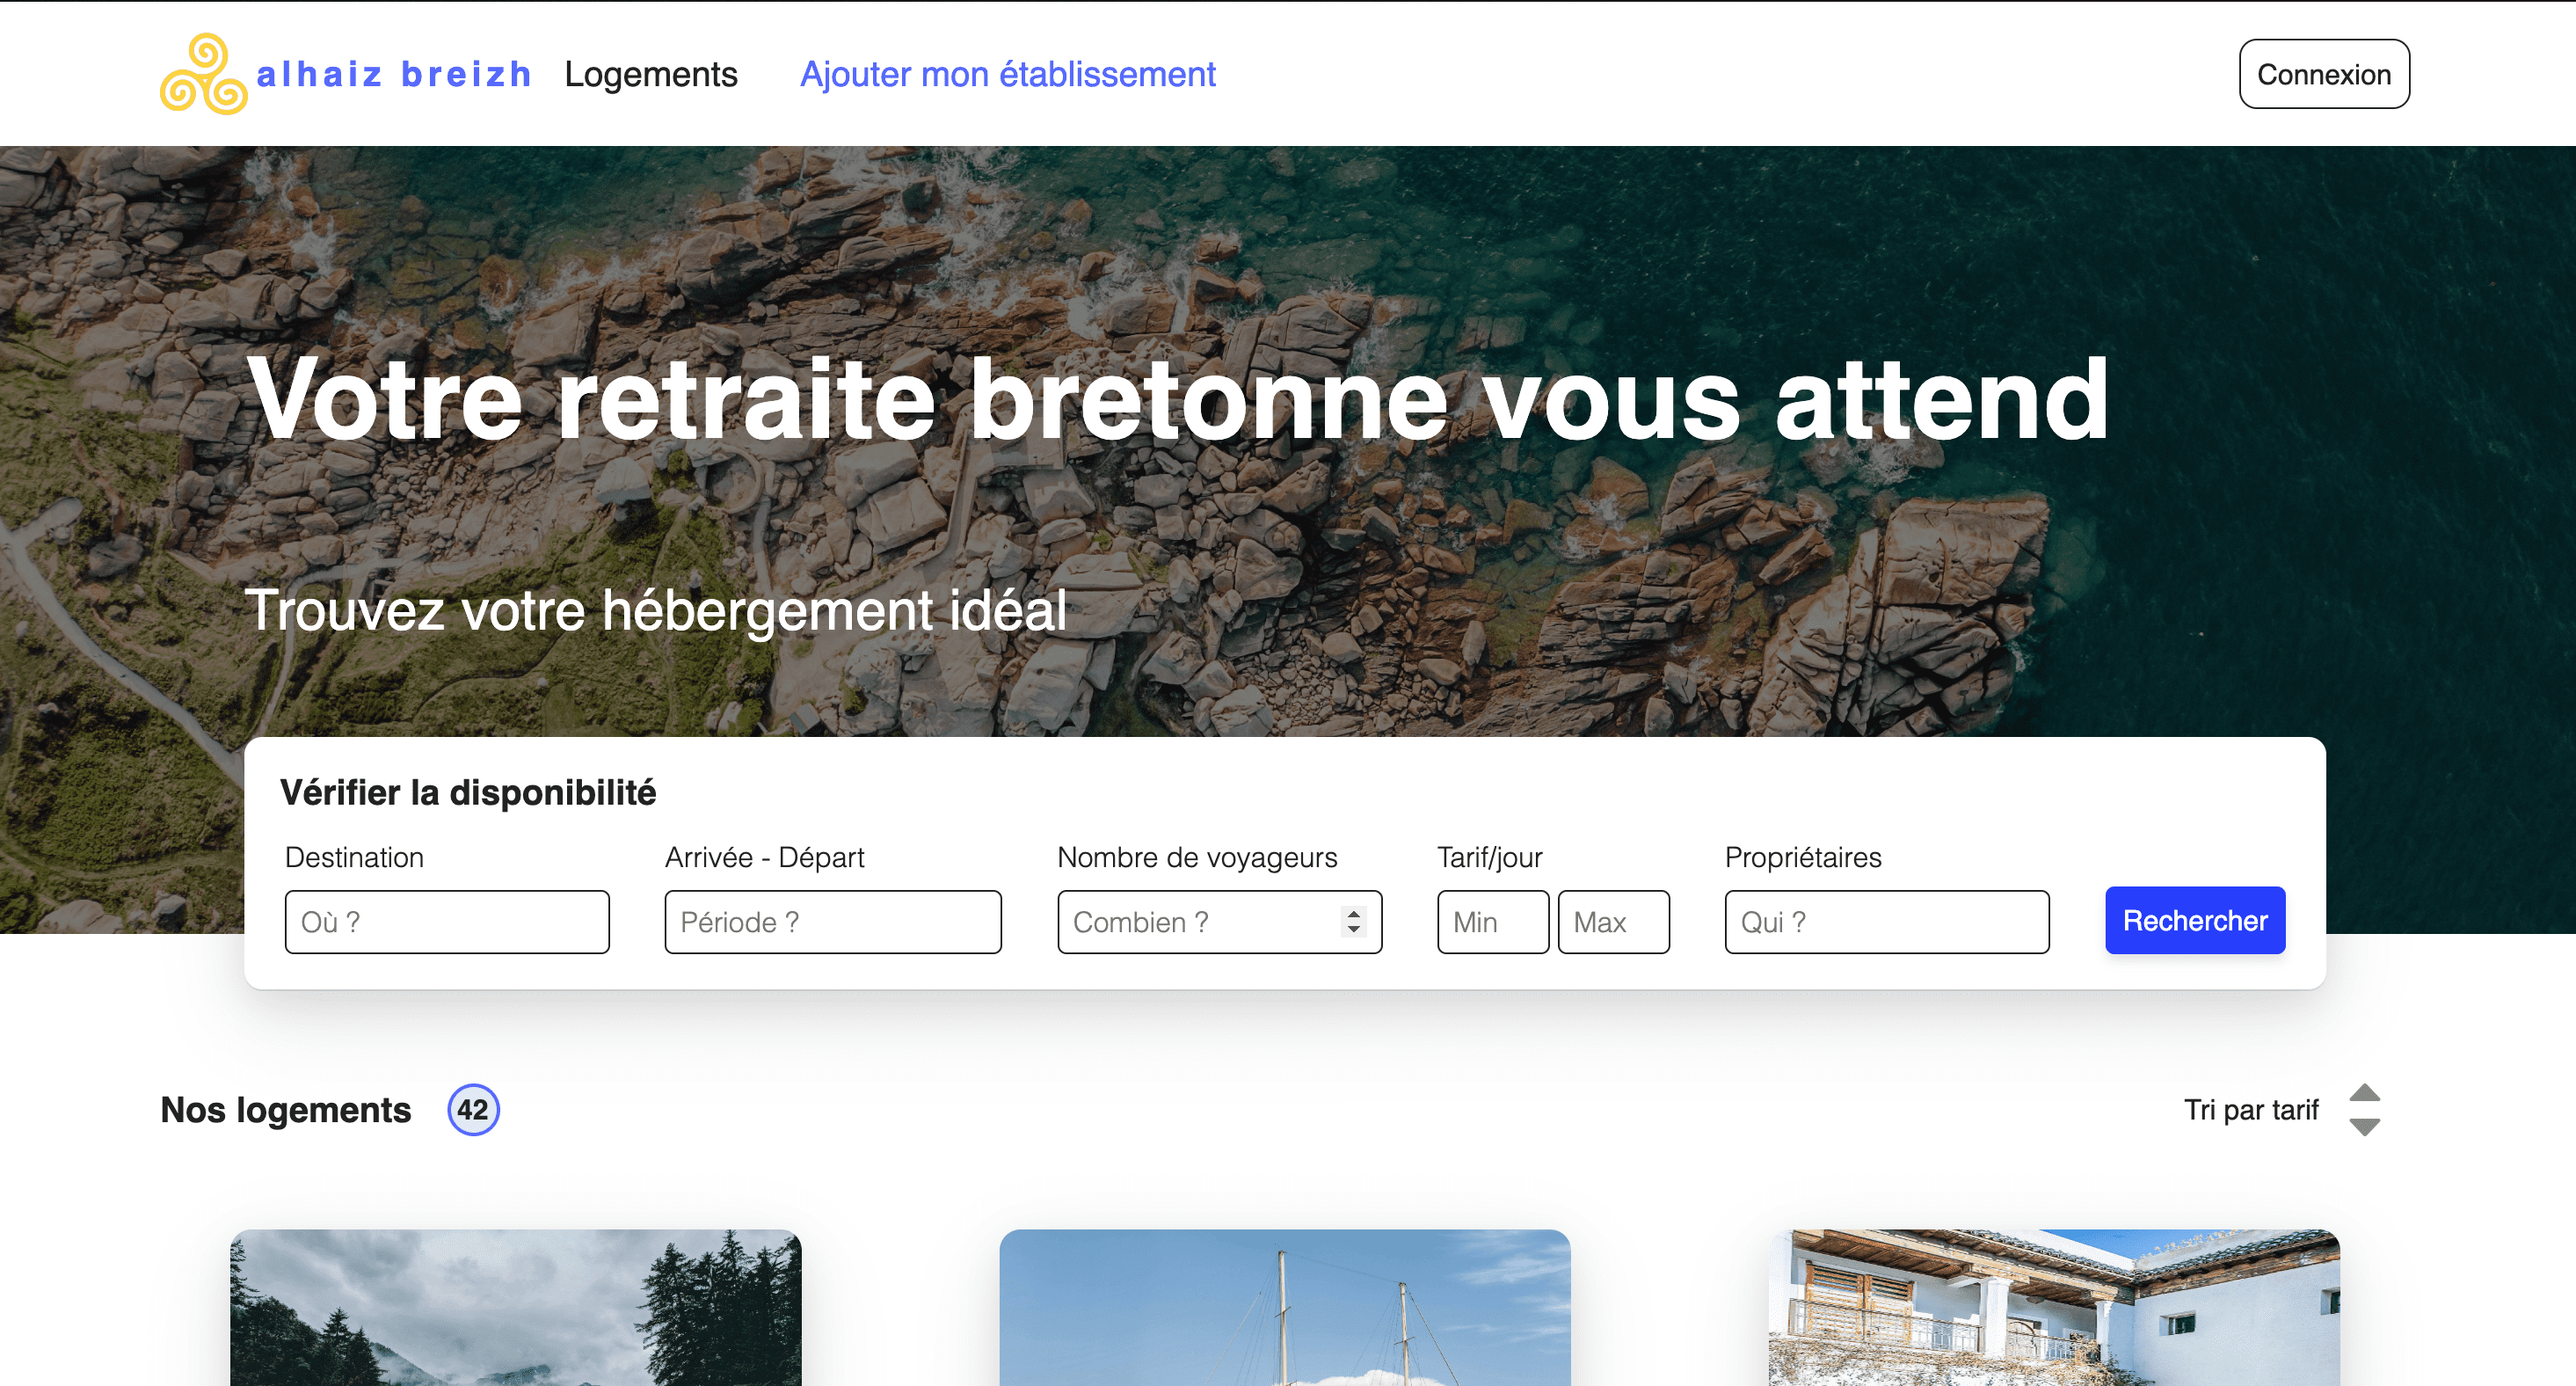 alhaiz breizh Logements Ajouter mon établissement Connexion
Votre retraite bretonne vous attend
Trouvez votre hébergement idéal
Vérifier la disponibilité
Destination Arrivée - Départ Nombre de voyageurs Tarif/jour Propriétaires
Où ? Période ? Combien ? Min Max Qui ? Rechercher
Nos logements 42 Tri par tarif